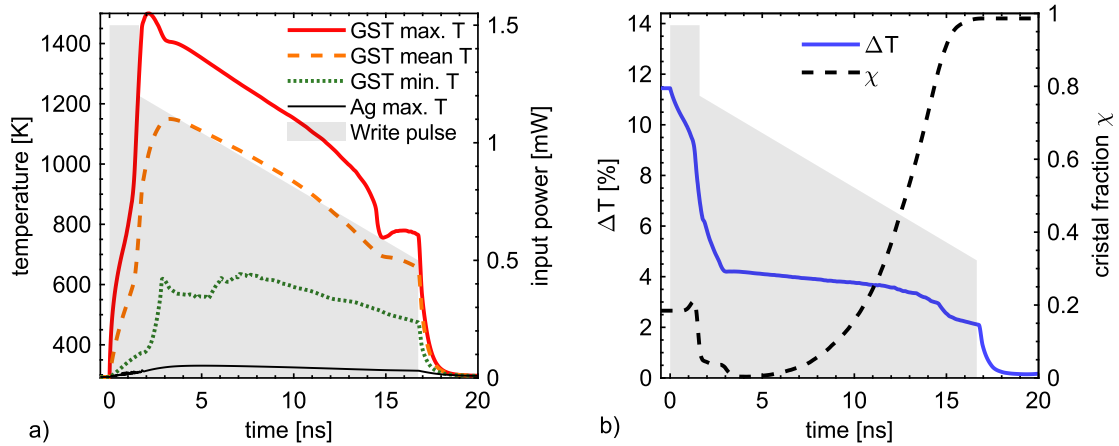 1400
1200
1000
800
600
400
temperature [K]
0
5
10
15
20
time [ns]
1.5
1
0.5
0
input power [mW]
GST max. T
GST mean T
GST min. T
Ag max. T
Write pulse
a)
14
12
10
8
6
4
2
0
ΔT [%]
0
5
10
15
20
time [ns]
1
0.8
0.6
0.4
0.2
0
cristal fraction χ
ΔT
χ
b)